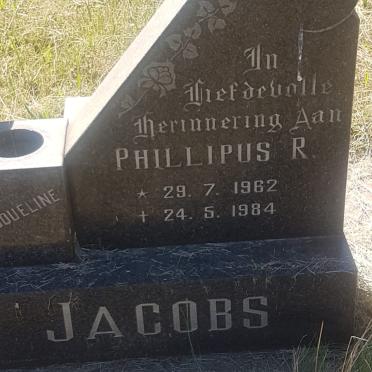 In
Liefdevolle
Herinnering Aan
PHILLIPUS R.
* 29. 7. 1962
+ 24. 5. 1984
JACOBS